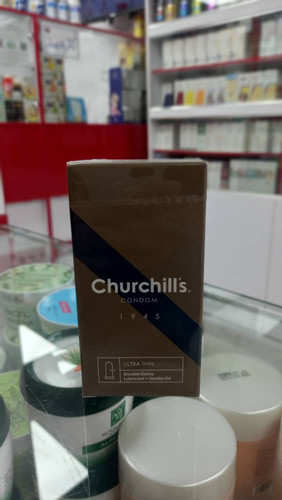 Churchill's.
CONDOM
1945
ULTRA THIN
Lubricated + Vanilla Oil